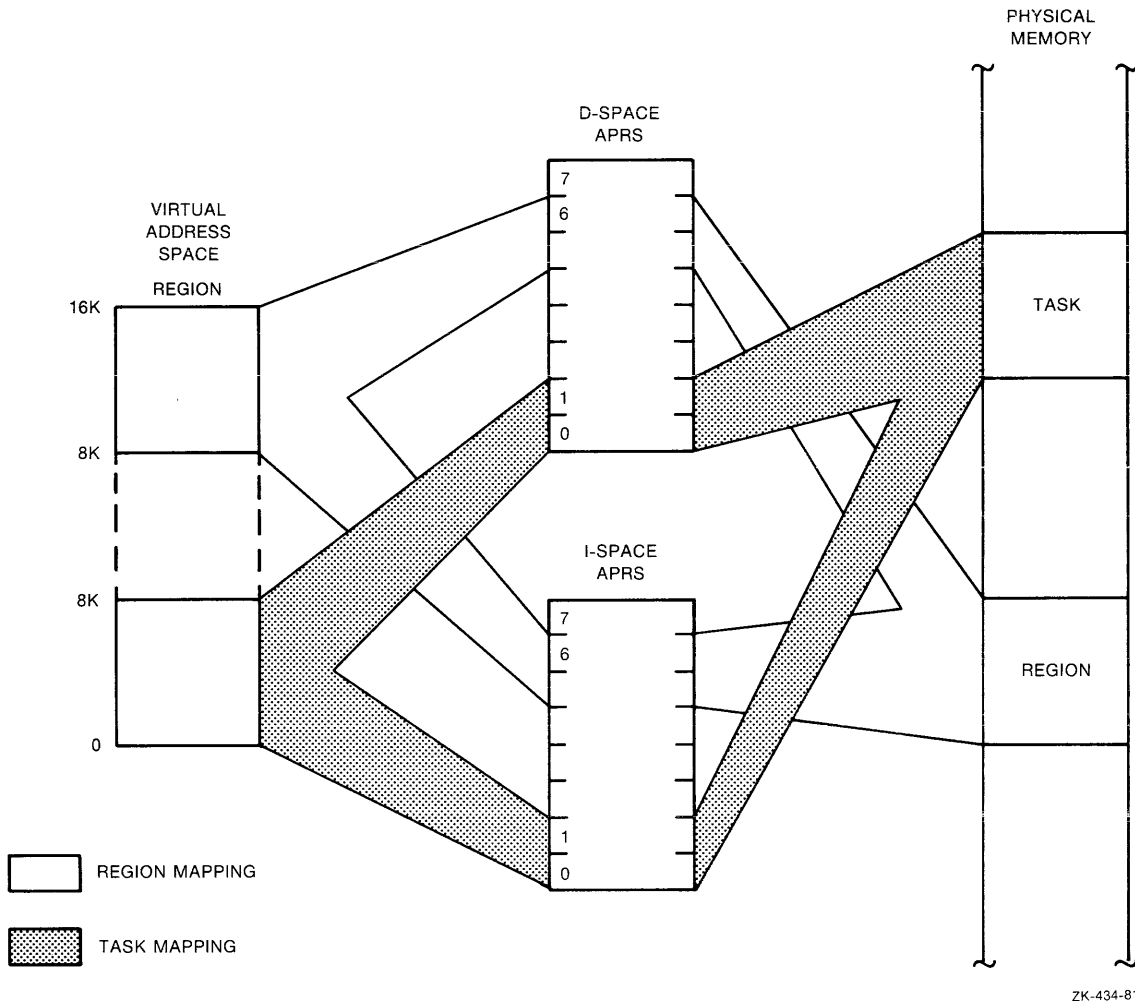 PHYSICAL
MEMORY
D-SPACE
APRS
7
6
1
0
VIRTUAL
ADDRESS
SPACE
REGION
16K
8K
8K
0
TASK
REGION
I-SPACE
APRS
7
6
1
0
REGION MAPPING
TASK MAPPING
ZK-434-81